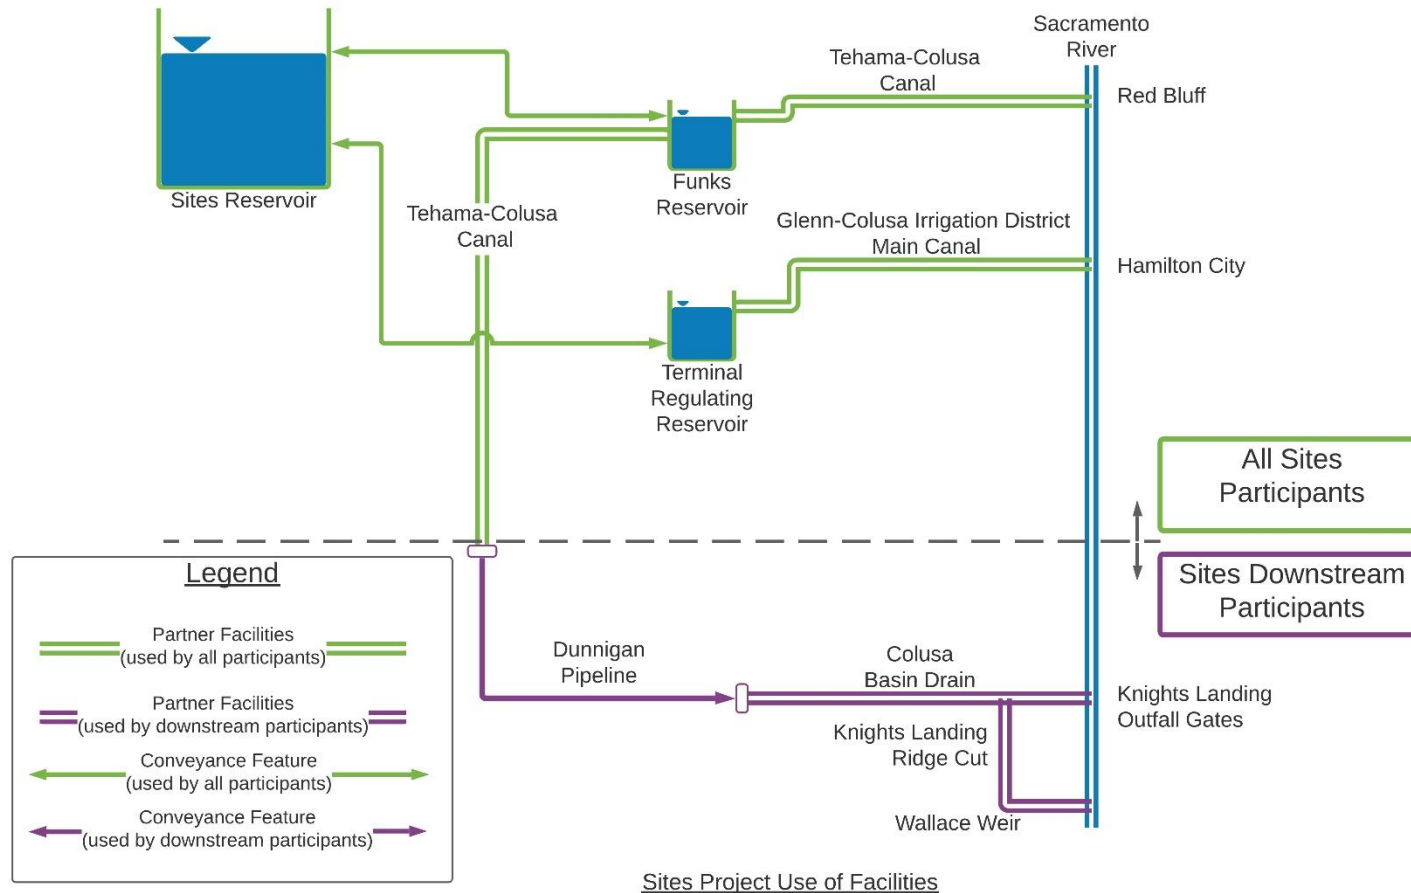 Sacramento
River
Tehama-Colusa
Canal
Red Bluff
Sites Reservoir
Funks
Reservoir
Tehama-Colusa
Canal
Glenn-Colusa Irrigation District
Main Canal
Hamilton City
Terminal
Regulating
Reservoir
All Sites
Participants
Sites Downstream
Participants
Legend
Partner Facilities
(used by all participants)
Partner Facilities
(used by downstream participants)
Conveyance Feature
(used by all participants)
Conveyance Feature
(used by downstream participants)
Dunnigan
Pipeline
Colusa
Basin Drain
Knights Landing
Outfall Gates
Knights Landing
Ridge Cut
Wallace Weir
Sites Project Use of Facilities